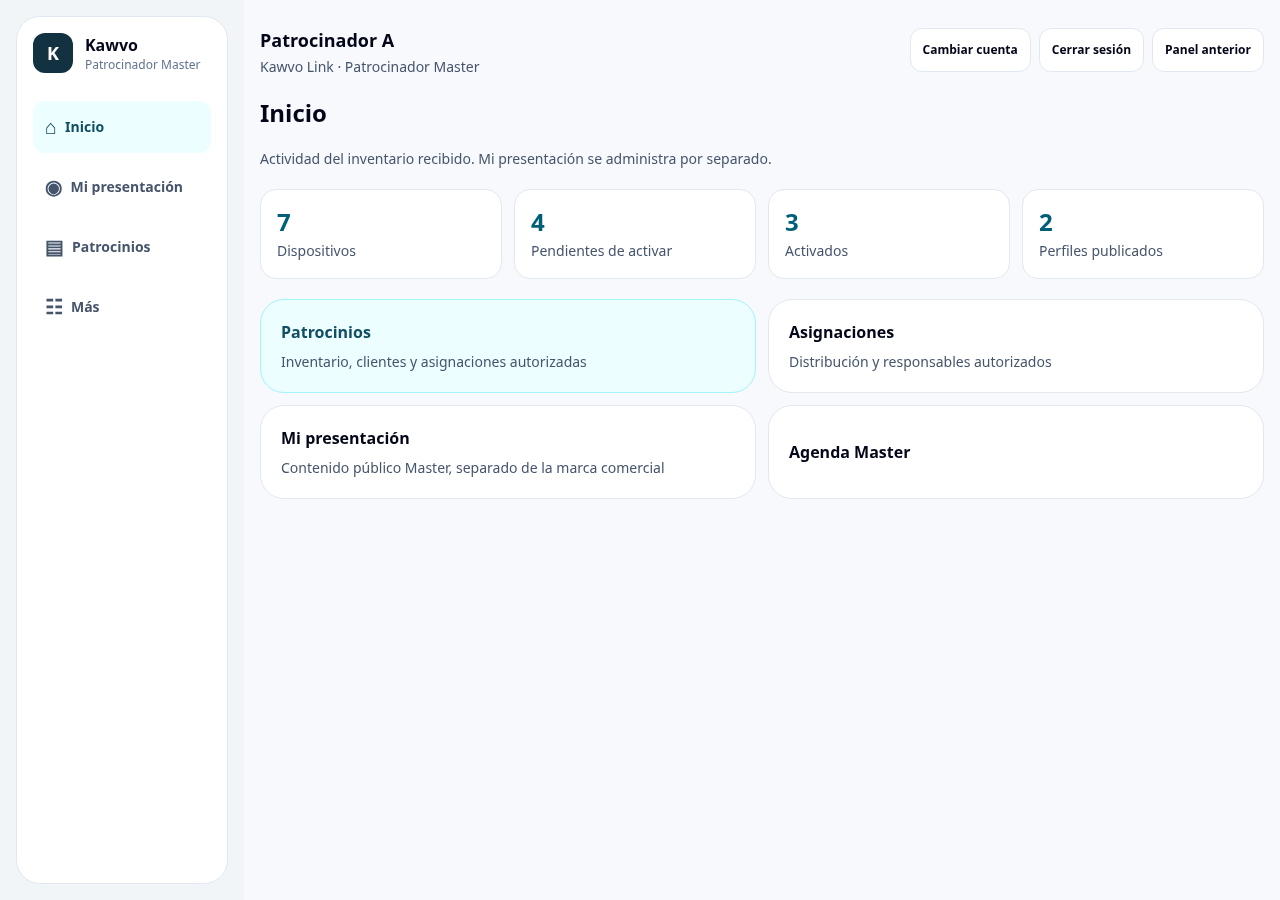 K
Kawvo
Patrocinador Master
Inicio
Mi presentación
Patrocinios
Más
Patrocinador A
Kawvo Link · Patrocinador Master
Cambiar cuenta
Cerrar sesión
Panel anterior
Inicio
Actividad del inventario recibido. Mi presentación se administra por separado.
7
Dispositivos
4
Pendientes de activar
3
Activados
2
Perfiles publicados
Patrocinios
Inventario, clientes y asignaciones autorizadas
Asignaciones
Distribución y responsables autorizados
Mi presentación
Contenido público Master, separado de la marca comercial
Agenda Master